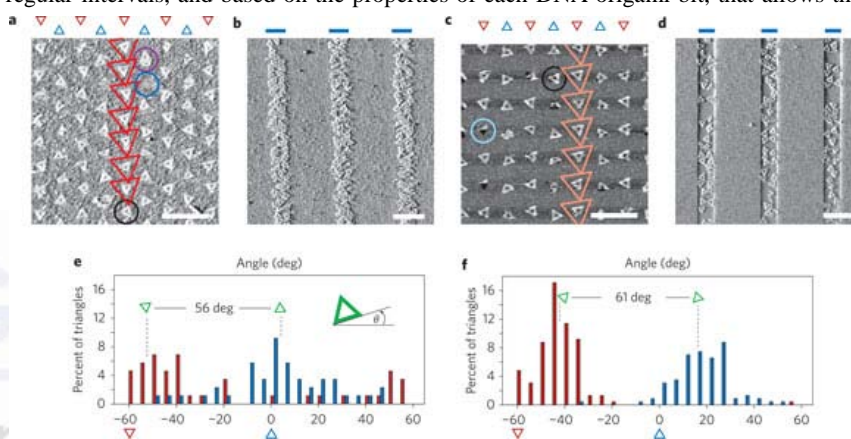 regular intervals, and based on the properties of each DNA origami bit, that allows th
a b c d
e Angle (deg)
f Angle (deg)
Percent of triangles
16
12
8
4
0
56 deg
θ
−60 −40 −20 0 20 40 60
Percent of triangles
16
12
8
4
0
61 deg
−60 −40 −20 0 20 40 60